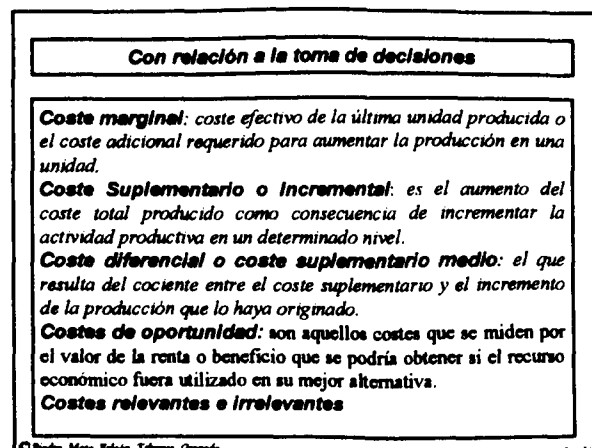 Con relación a la toma de decisiones
Coste marginal: coste efectivo de la última unidad producida o
el coste adicional requerido para aumentar la producción en una
unidad.
Coste Suplementario o Incremental: es el aumento del
coste total producido como consecuencia de incrementar la
actividad productiva en un determinado nivel.
Coste diferencial o coste suplementario medio: el que
resulta del cociente entre el coste suplementario y el incremento
de la producción que lo haya originado.
Costes de oportunidad: son aquellos costes que se miden por
el valor de la renta o beneficio que se podría obtener si el recurso
económico fuera utilizado en su mejor alternativa.
Costes relevantes e irrelevantes